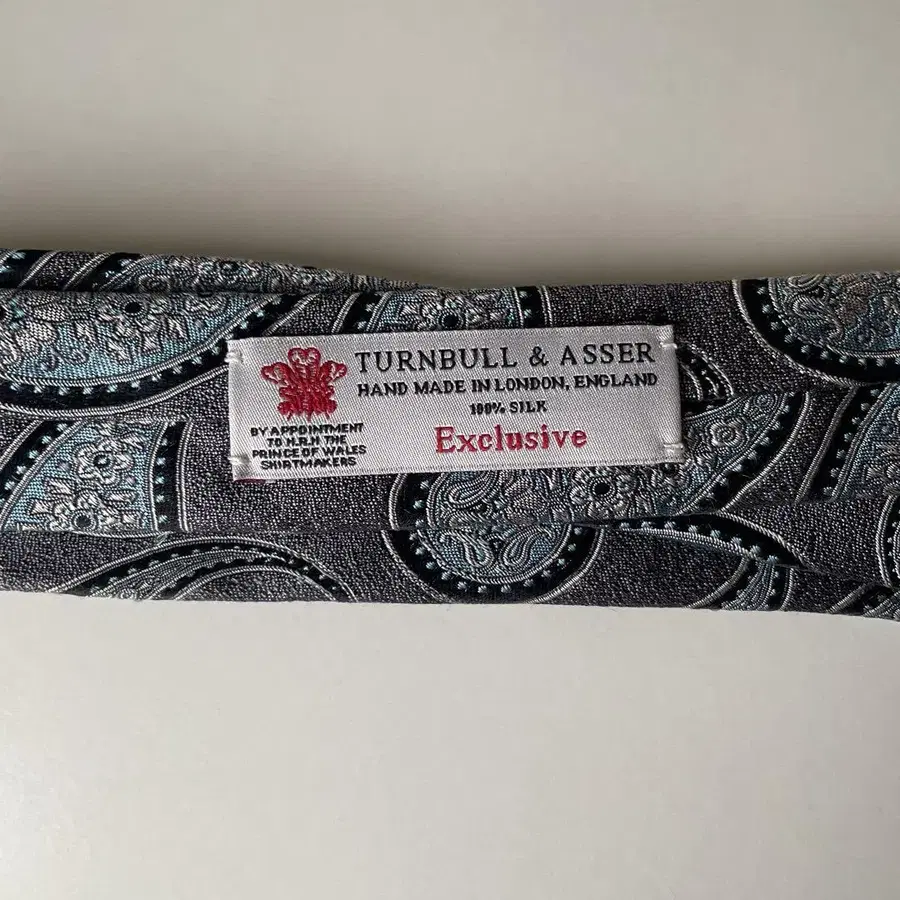 TURNBULL & ASSER
HAND MADE IN LONDON, ENGLAND
100% SILK
Exclusive
BY APPOINTMENT
TO H.R.H THE
PRINCE OF WALES
SHIRTMAKERS